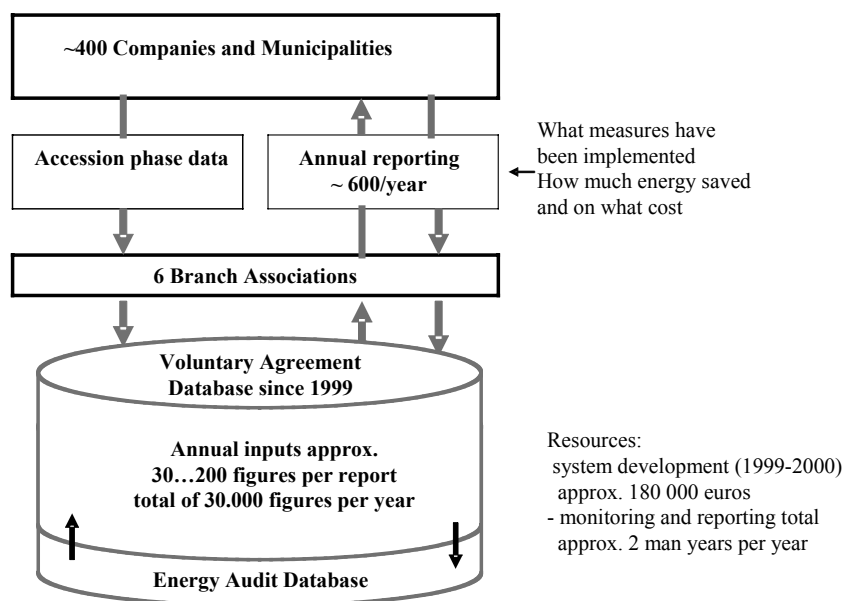 ~400 Companies and Municipalities
Accession phase data
Annual reporting
~ 600/year
What measures have
been implemented
How much energy saved
and on what cost
6 Branch Associations
Voluntary Agreement
Database since 1999
Annual inputs approx.
30…200 figures per report
total of 30.000 figures per year
Resources:
system development (1999-2000)
approx. 180 000 euros
- monitoring and reporting total
approx. 2 man years per year
Energy Audit Database